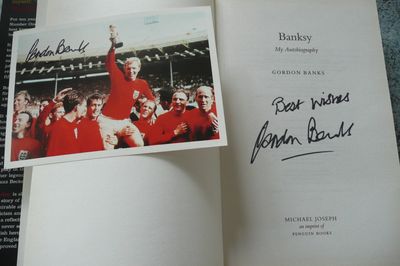 Gordon Banks
Banksy
My Autobiography
GORDON BANKS
Best Wishes
Gordon Banks
MICHAEL JOSEPH
an imprint of
PENGUIN BOOKS